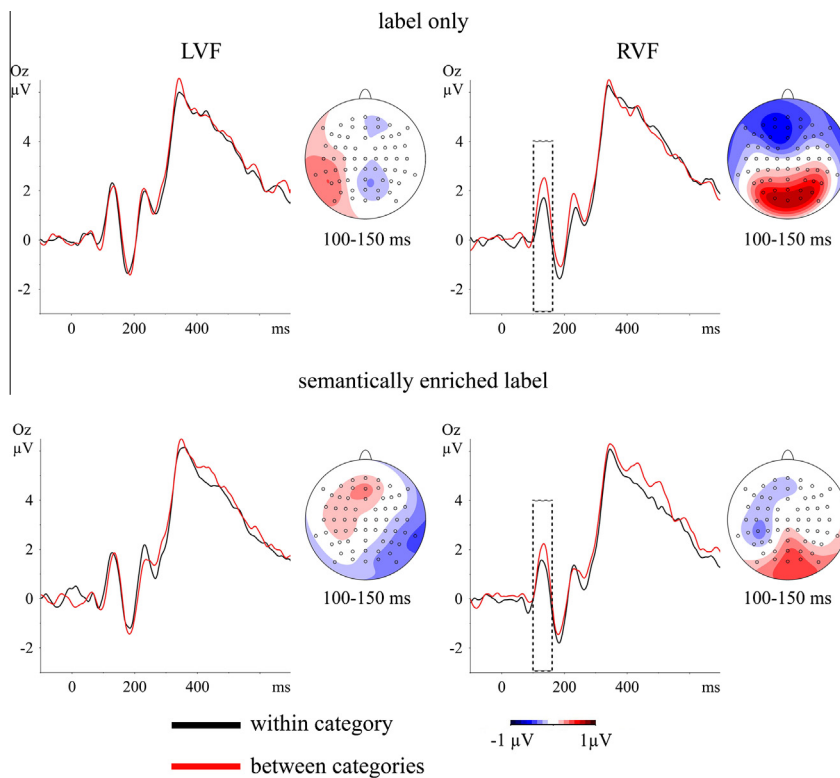 label only
LVF
RVF
Oz
µV
4
2
0
-2
0
200
400
ms
100-150 ms
Oz
µV
4
2
0
-2
0
200
400
ms
100-150 ms
semantically enriched label
Oz
µV
4
2
0
-2
0
200
400
ms
100-150 ms
Oz
µV
4
2
0
-2
0
200
400
ms
100-150 ms
within category
between categories
-1 µV
1µV